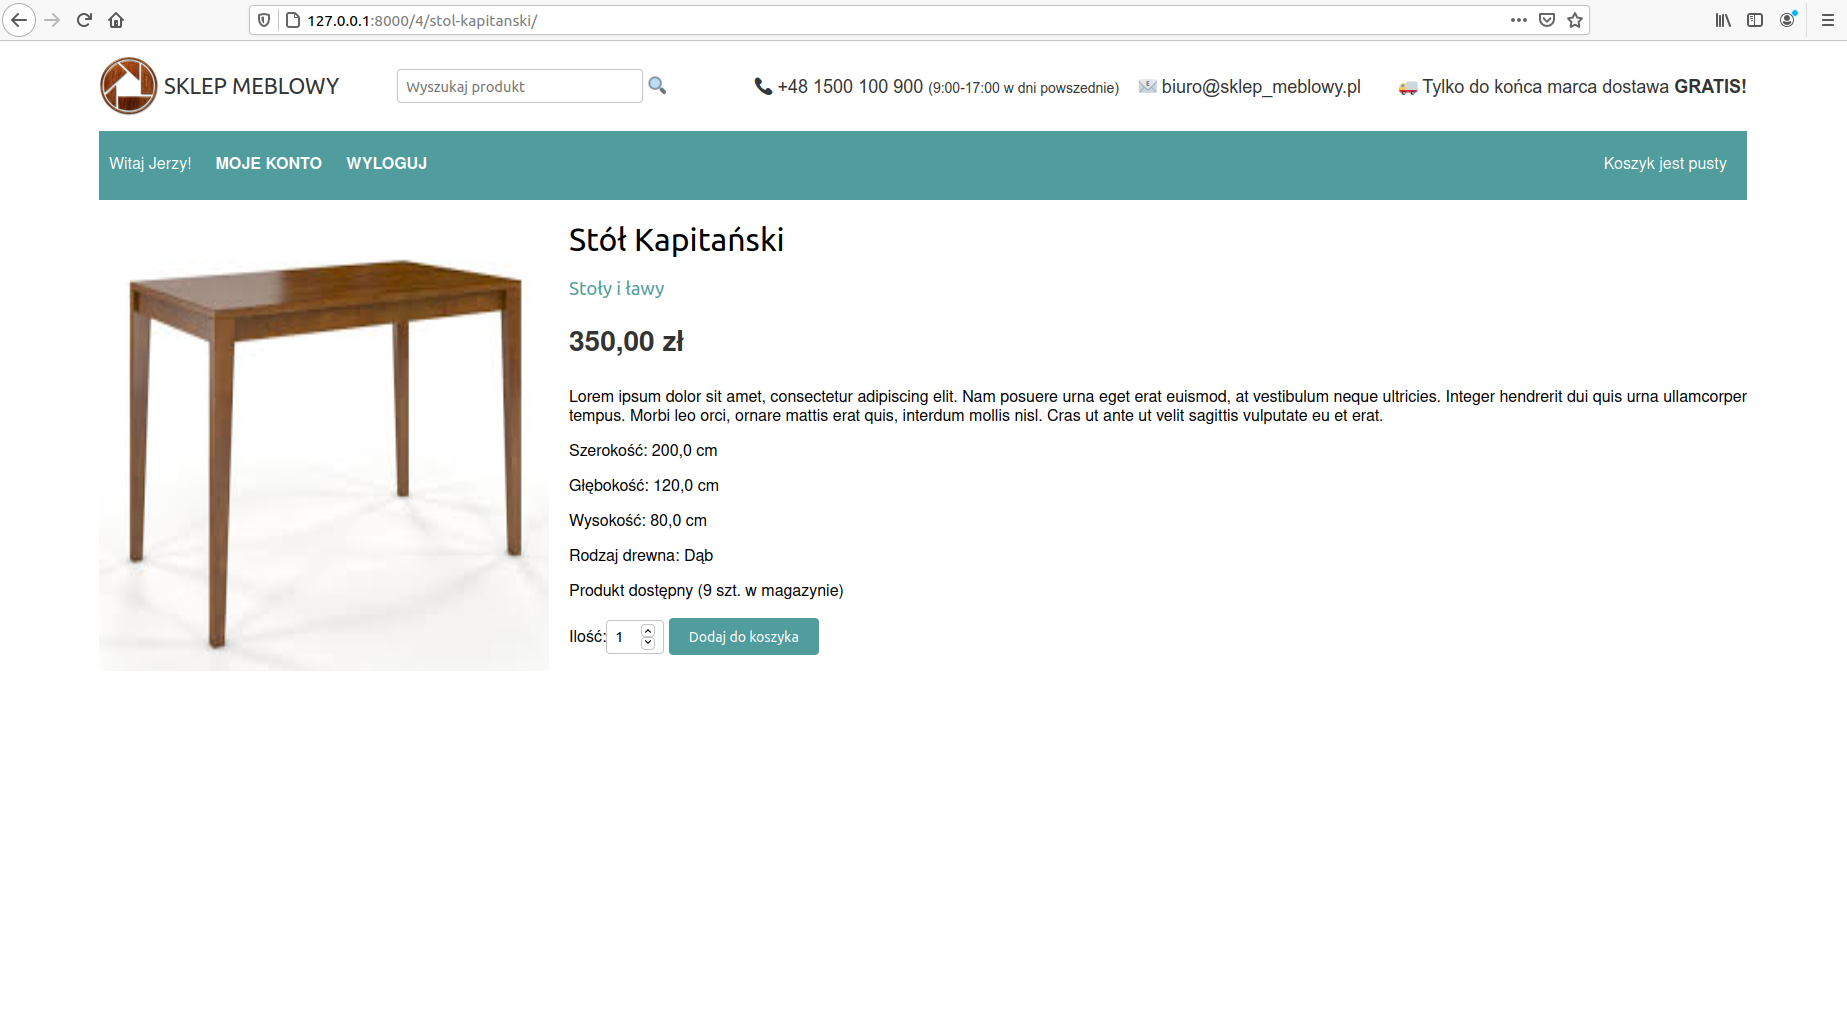 127.0.0.1:8000/4/stol-kapitanski/
SKLEP MEBLOWY
Wyszukaj produkt
+48 1500 100 900 (9:00-17:00 w dni powszednie)
biuro@sklep_meblowy.pl
Tylko do końca marca dostawa GRATIS!
Witaj Jerzy! MOJE KONTO WYLOGUJ
Koszyk jest pusty
Stół Kapitański
Stoły i ławy
350,00 zł
Lorem ipsum dolor sit amet, consectetur adipiscing elit. Nam posuere urna eget erat euismod, at vestibulum neque ultricies. Integer hendrerit dui quis urna ullamcorper
tempus. Morbi leo orci, ornare mattis erat quis, interdum mollis nisl. Cras ut ante ut velit sagittis vulputate eu et erat.
Szerokość: 200,0 cm
Głębokość: 120,0 cm
Wysokość: 80,0 cm
Rodzaj drewna: Dąb
Produkt dostępny (9 szt. w magazynie)
Ilość: 1 Dodaj do koszyka